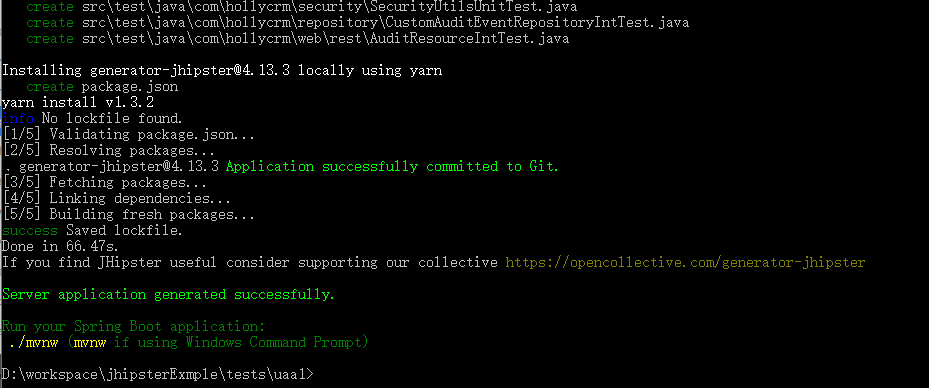 create src\test\java\com\hollycrm\security\SecurityUtilsUnitTest.java
create src\test\java\com\hollycrm\repository\CustomAuditEventRepositoryIntTest.java
create src\test\java\com\hollycrm\web\rest\AuditResourceIntTest.java
Installing generator-jhipster@4.13.3 locally using yarn
create package.json
yarn install v1.3.2
info No lockfile found.
[1/5] Validating package.json...
[2/5] Resolving packages...
. generator-jhipster@4.13.3 Application successfully committed to Git.
[3/5] Fetching packages...
[4/5] Linking dependencies...
[5/5] Building fresh packages...
success Saved lockfile.
Done in 66.47s.
If you find JHipster useful consider supporting our collective https://opencollective.com/generator-jhipster
Server application generated successfully.
Run your Spring Boot application:
./mvnw (mvnw if using Windows Command Prompt)
D:\workspace\jhipsterExmple\tests\uaa1>